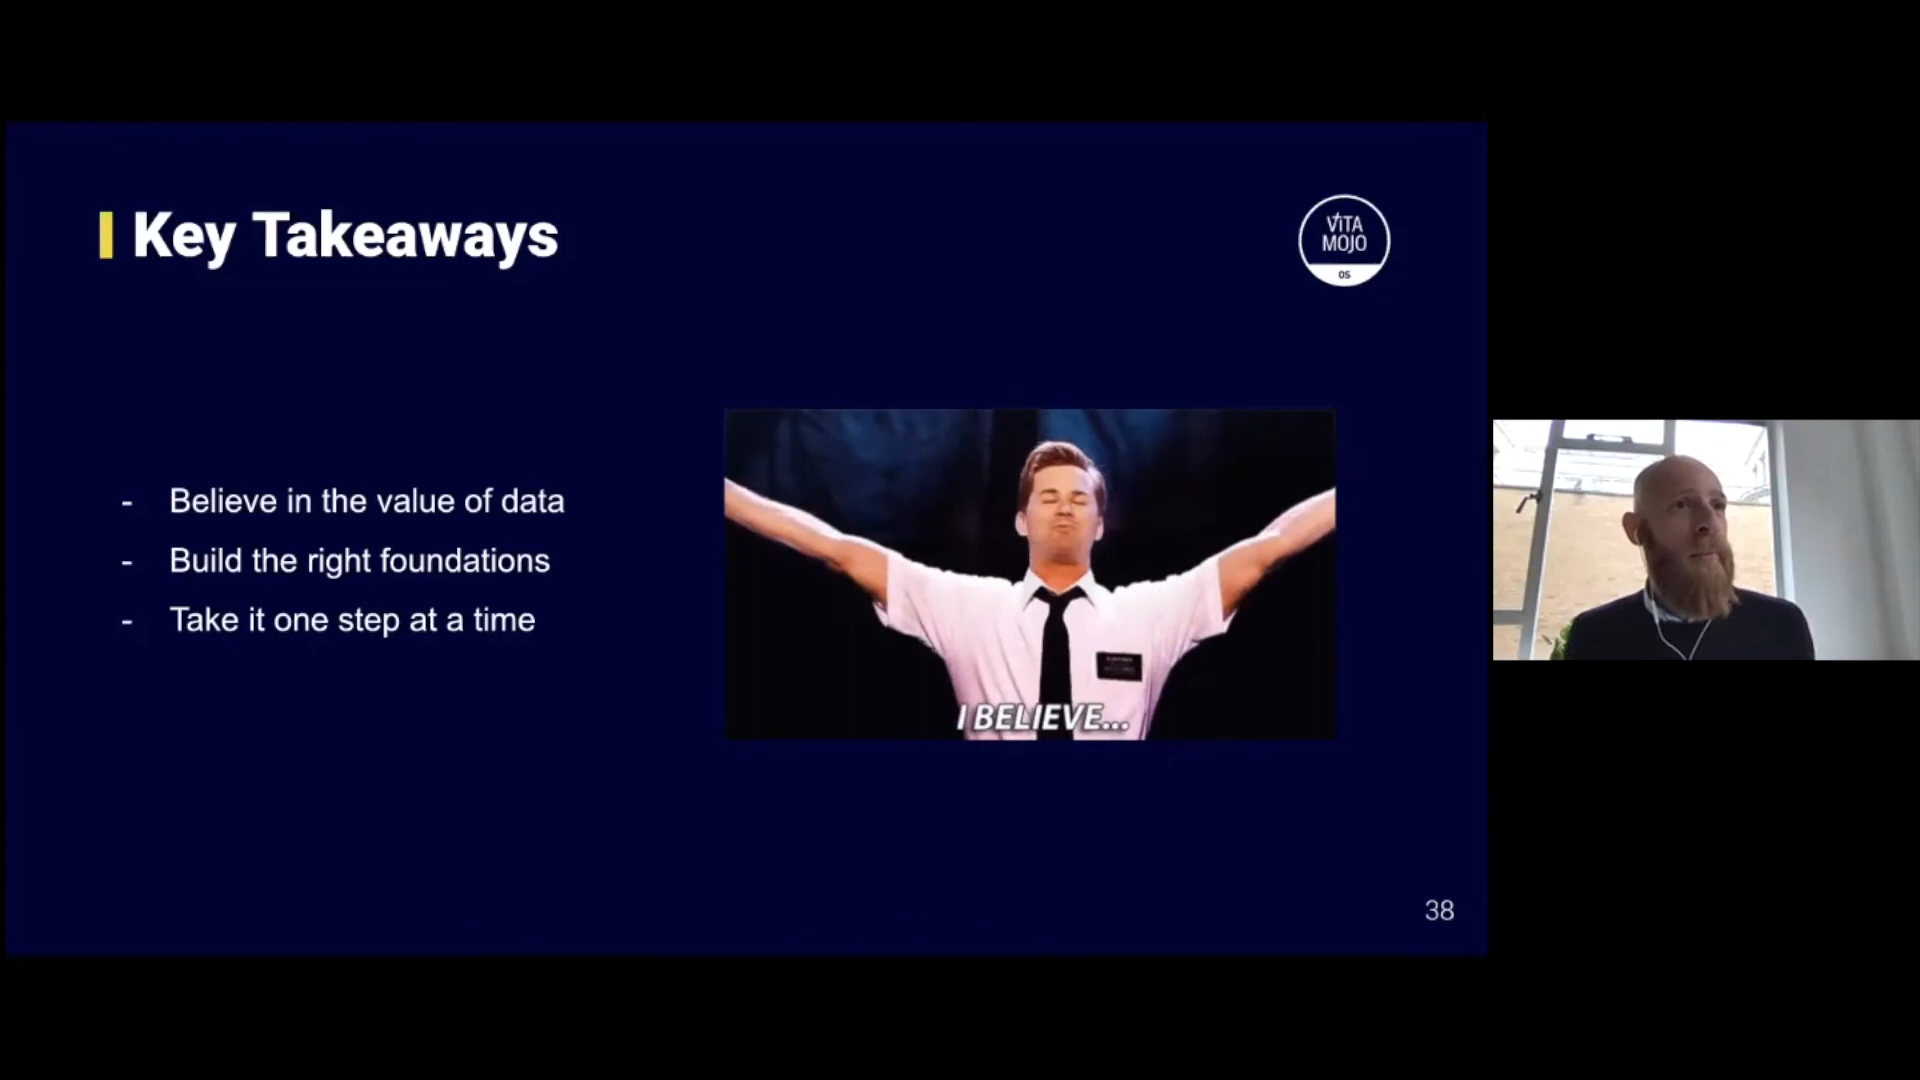 Key Takeaways
VITA
MOJO
OS
- Believe in the value of data
- Build the right foundations
- Take it one step at a time
I BELIEVE...
38